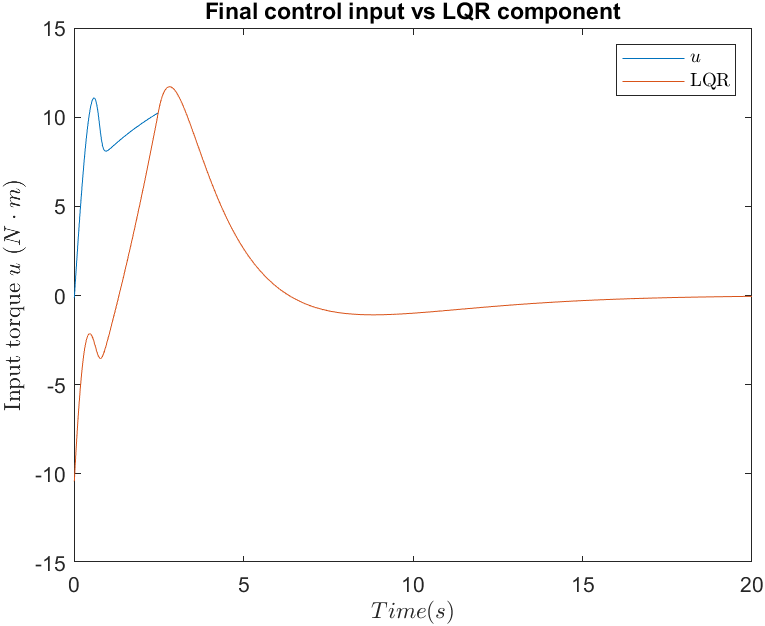 Final control input vs LQR component
u
LQR
15
10
5
0
-5
-10
-15
Input torque u (N · m)
0 5 10 15 20
Time(s)